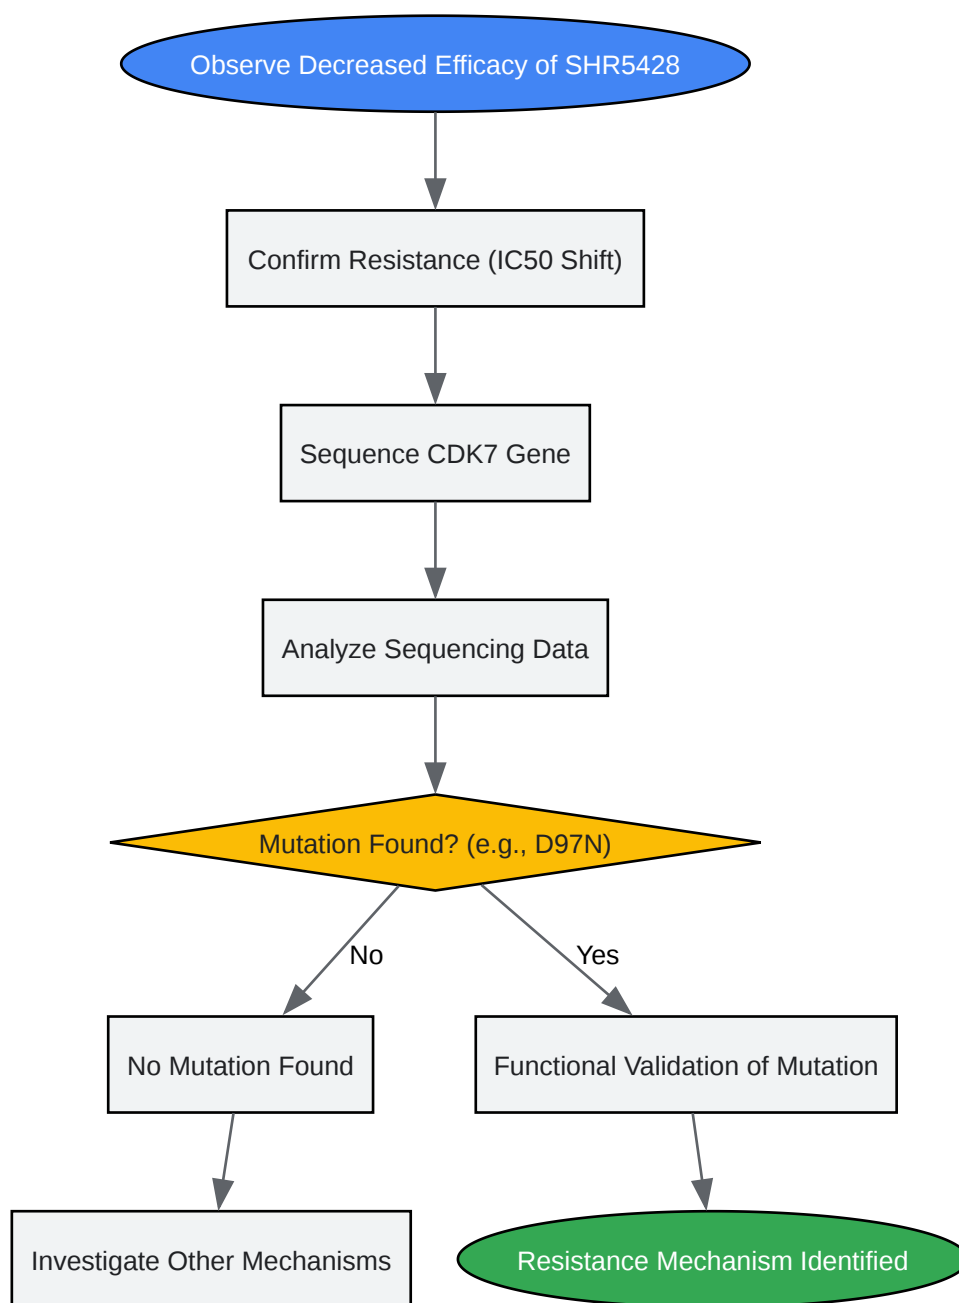 Observe Decreased Efficacy of SHR5428
Confirm Resistance (IC50 Shift)
Sequence CDK7 Gene
Analyze Sequencing Data
Mutation Found? (e.g., D97N)
No
Yes
No Mutation Found
Functional Validation of Mutation
Investigate Other Mechanisms
Resistance Mechanism Identified